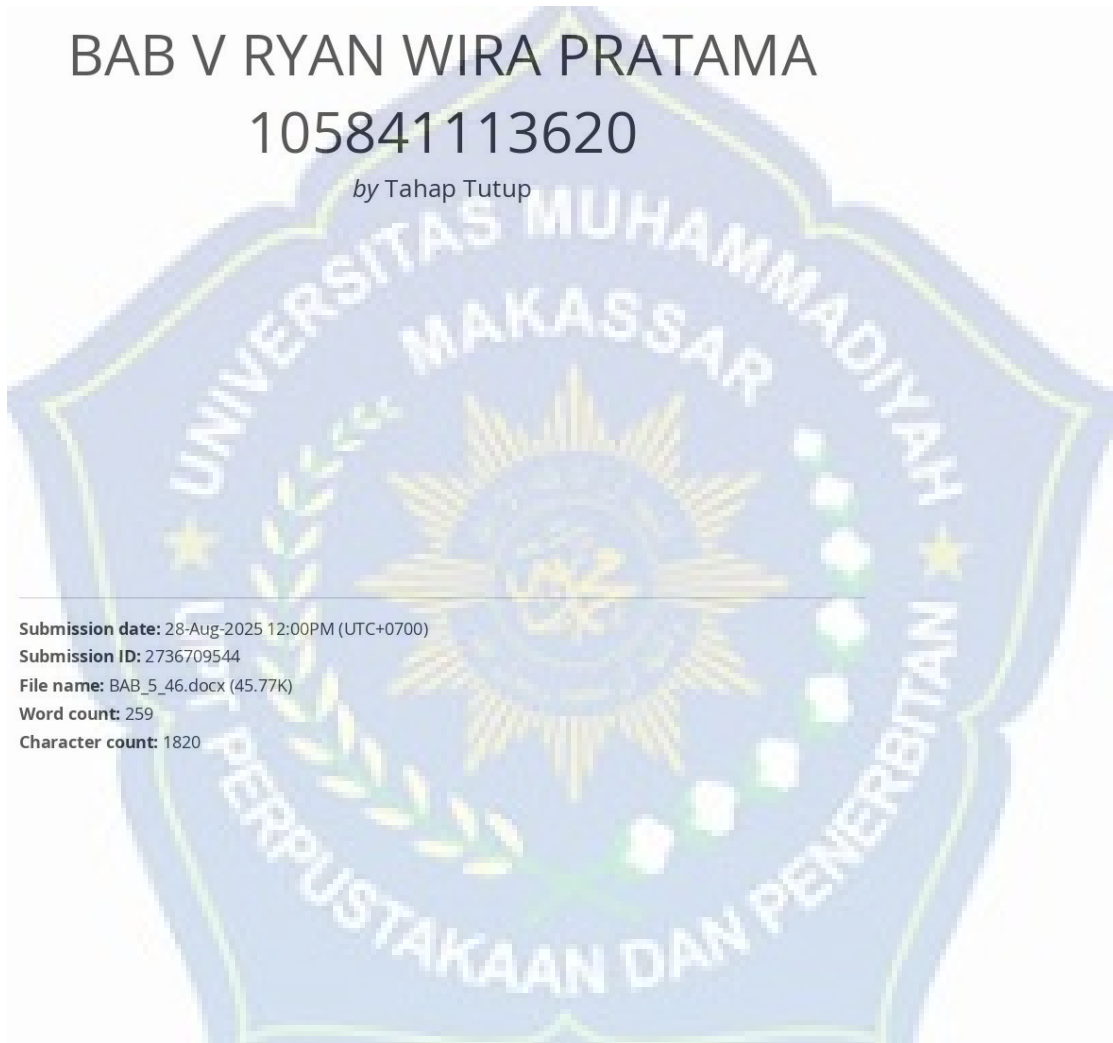 BAB V RYAN WIRA PRATAMA
105841113620
by Tahap Tutup
UNIVERSITAS MUHAMMADIYAH
MAKASSAR
Submission date: 28-Aug-2025 12:00PM (UTC+0700)
Submission ID: 2736709544
File name: BAB_5_46.docx (45.77K)
Word count: 259
Character count: 1820
PERPUSTAKAAN DAN PENERBITAN